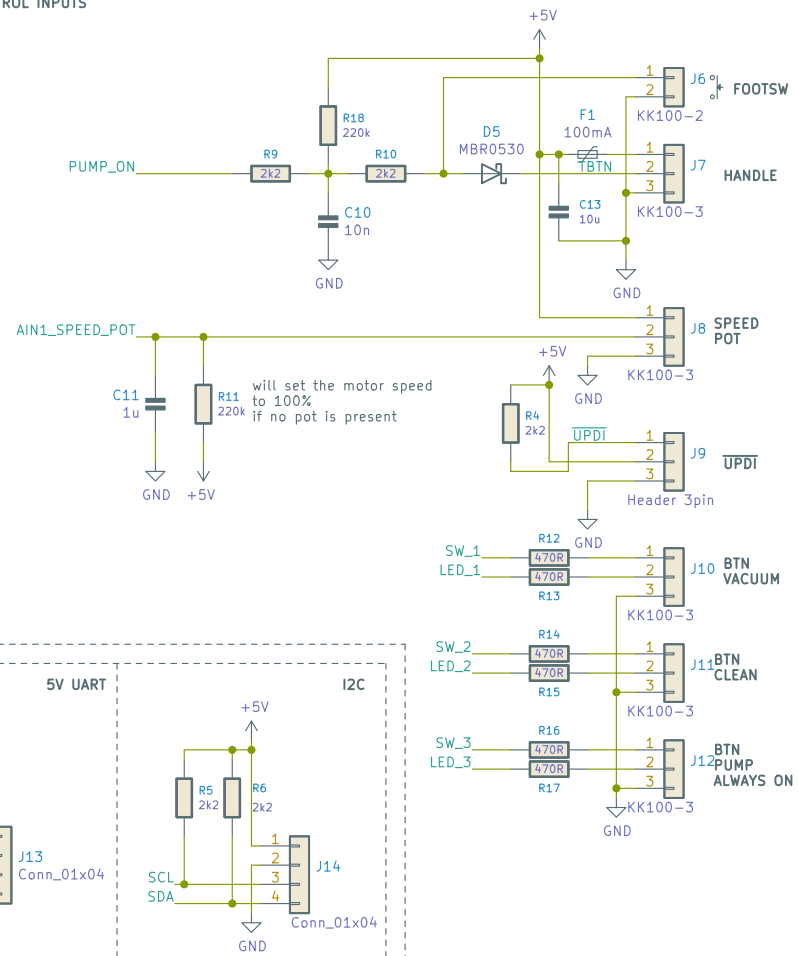 ROL INPUTS
+5V
R18
220k
R9
2k2
R10
2k2
PUMP_ON
C10
10n
GND
D5
MBR0530
F1
100mA
TBTN
C13
10u
GND
1
2
J6
FOOTSW
KK100-2
1
2
3
J7
HANDLE
KK100-3
AIN1_SPEED_POT
C11
1u
GND
R11
220k
+5V
will set the motor speed
to 100%
if no pot is present
1
2
3
J8
SPEED
POT
KK100-3
GND
+5V
R4
2k2
UPDI
1
2
3
J9
UPDI
Header 3pin
GND
SW_1
LED_1
R12
470R
470R
R13
1
2
3
J10
BTN
VACUUM
KK100-3
SW_2
LED_2
R14
470R
470R
R15
1
2
3
J11
BTN
CLEAN
KK100-3
SW_3
LED_3
R16
470R
470R
R17
1
2
3
J12
BTN
PUMP
ALWAYS ON
KK100-3
GND
5V UART
J13
Conn_01x04
I2C
+5V
R5
2k2
R6
2k2
SCL
SDA
1
2
3
4
J14
Conn_01x04
GND